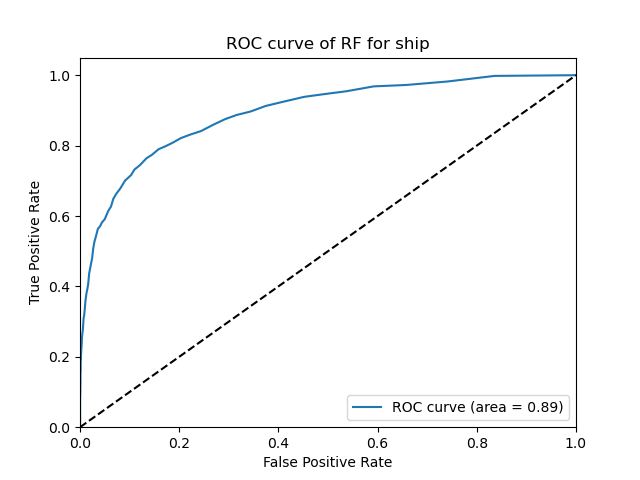 ROC curve of RF for ship
1.0
0.8
0.6
0.4
0.2
0.0
True Positive Rate
ROC curve (area = 0.89)
0.0 0.2 0.4 0.6 0.8 1.0
False Positive Rate